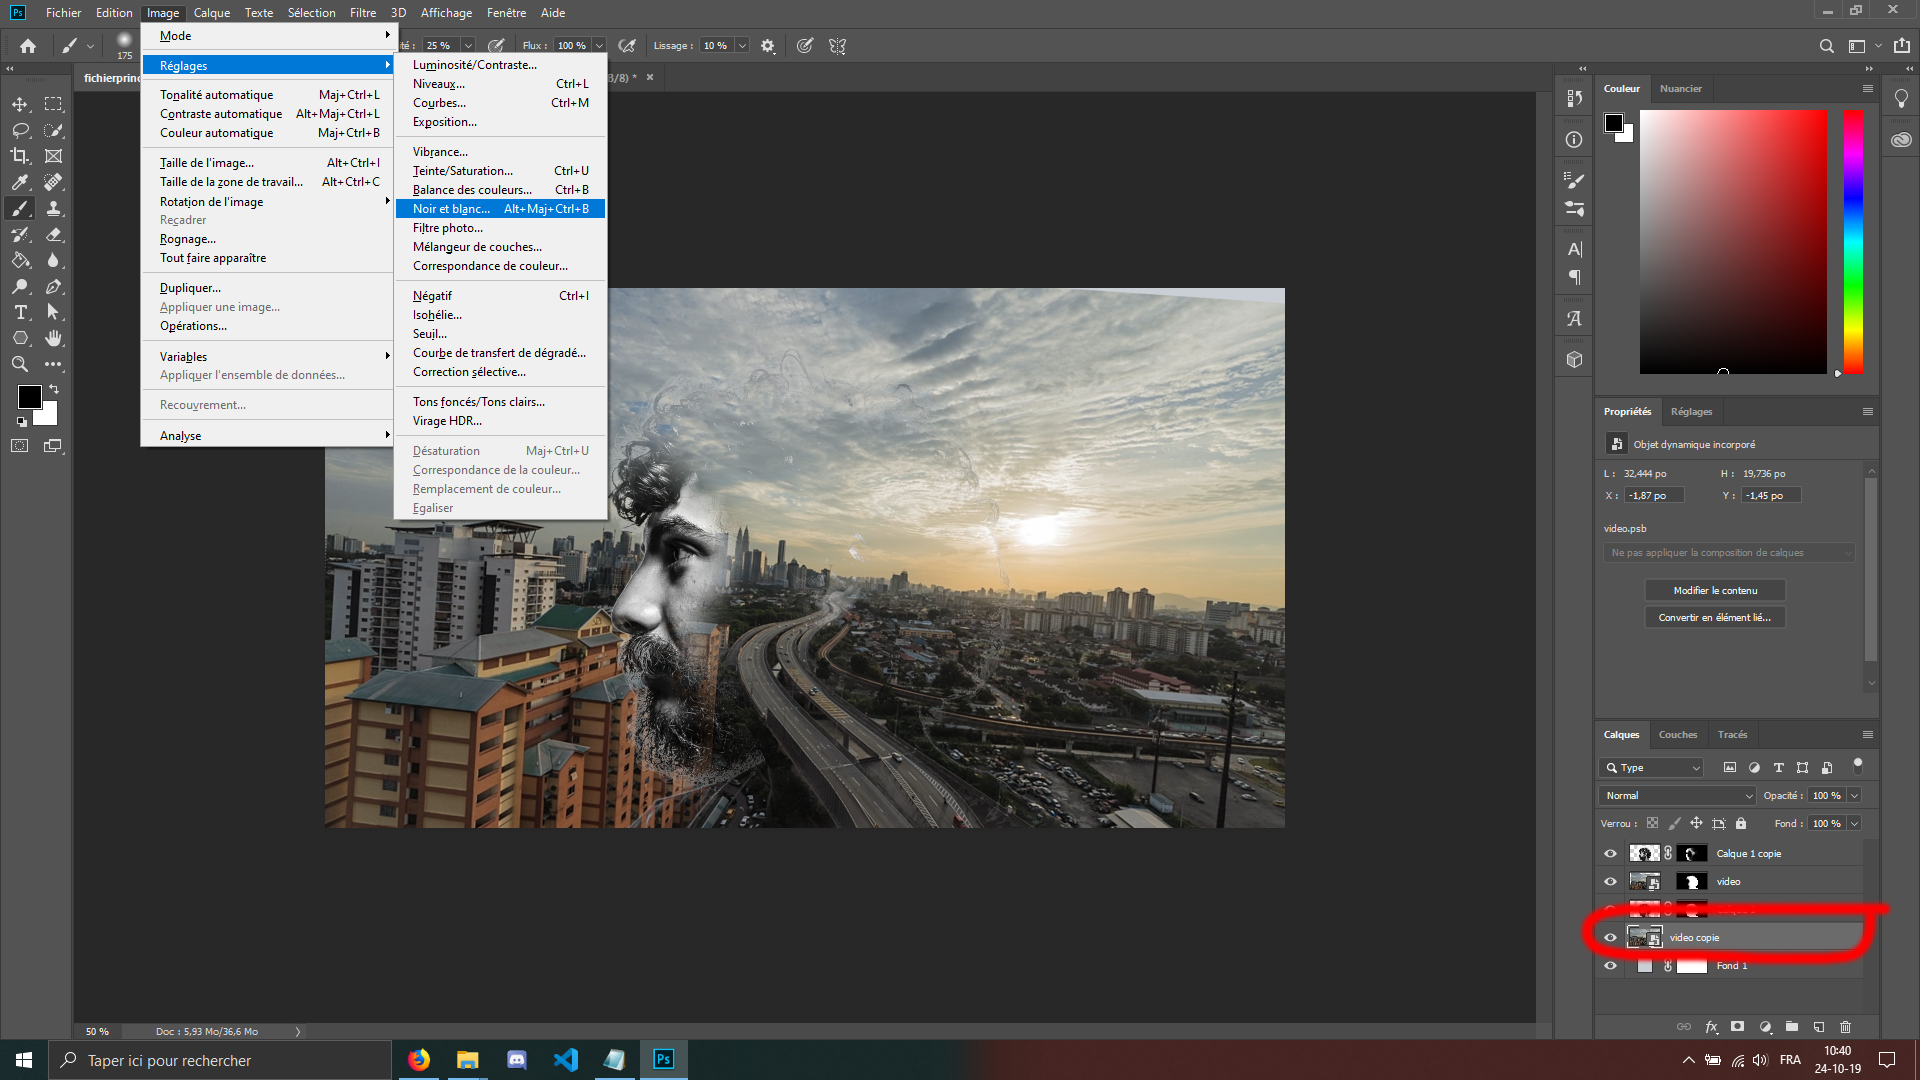 Ps Fichier Edition Image Calque Texte Sélection Filtre 3D Affichage Fenêtre Aide
175
té : 25 % Flux : 100 % Lissage : 10 %
fichierprinc
3/8) *
Mode
Réglages
Tonalité automatique Maj+Ctrl+L
Contraste automatique Alt+Maj+Ctrl+L
Couleur automatique Maj+Ctrl+B
Taille de l'image... Alt+Ctrl+I
Taille de la zone de travail... Alt+Ctrl+C
Rotation de l'image
Recadrer
Rognage...
Tout faire apparaître
Dupliquer...
Appliquer une image...
Opérations...
Variables
Appliquer l'ensemble de données...
Recouvrement...
Analyse
Luminosité/Contraste...
Niveaux... Ctrl+L
Courbes... Ctrl+M
Exposition...
Vibrance...
Teinte/Saturation... Ctrl+U
Balance des couleurs... Ctrl+B
Noir et blanc... Alt+Maj+Ctrl+B
Filtre photo...
Mélangeur de couches...
Correspondance de couleur...
Négatif Ctrl+I
Isohélie...
Seuil...
Courbe de transfert de dégradé...
Correction sélective...
Tons foncés/Tons clairs...
Virage HDR...
Désaturation Maj+Ctrl+U
Correspondance de la couleur...
Remplacement de couleur...
Egaliser
Couleur Nuancier
Propriétés Réglages
Objet dynamique incorporé
L : 32,444 po H : 19,736 po
X : -1,87 po Y : -1,45 po
video.psb
Ne pas appliquer la composition de calques
Modifier le contenu
Convertir en élément lié...
Calques Couches Tracés
Type
Normal Opacité : 100 %
Verrou : Fond : 100 %
Calque 1 copie
video
video copie
Fond 1
fx
50 % Doc : 5,93 Mo/36,6 Mo
Taper ici pour rechercher
Ps
FRA
10:40
24-10-19